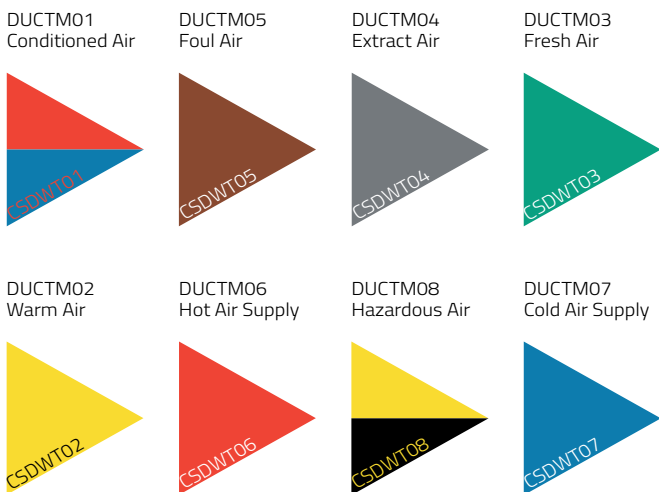 DUCTM01
Conditioned Air
CSDWT01
DUCTM05
Foul Air
CSDWT05
DUCTM04
Extract Air
CSDWT04
DUCTM03
Fresh Air
CSDWT03
DUCTM02
Warm Air
CSDWT02
DUCTM06
Hot Air Supply
CSDWT06
DUCTM08
Hazardous Air
CSDWT08
DUCTM07
Cold Air Supply
CSDWT07